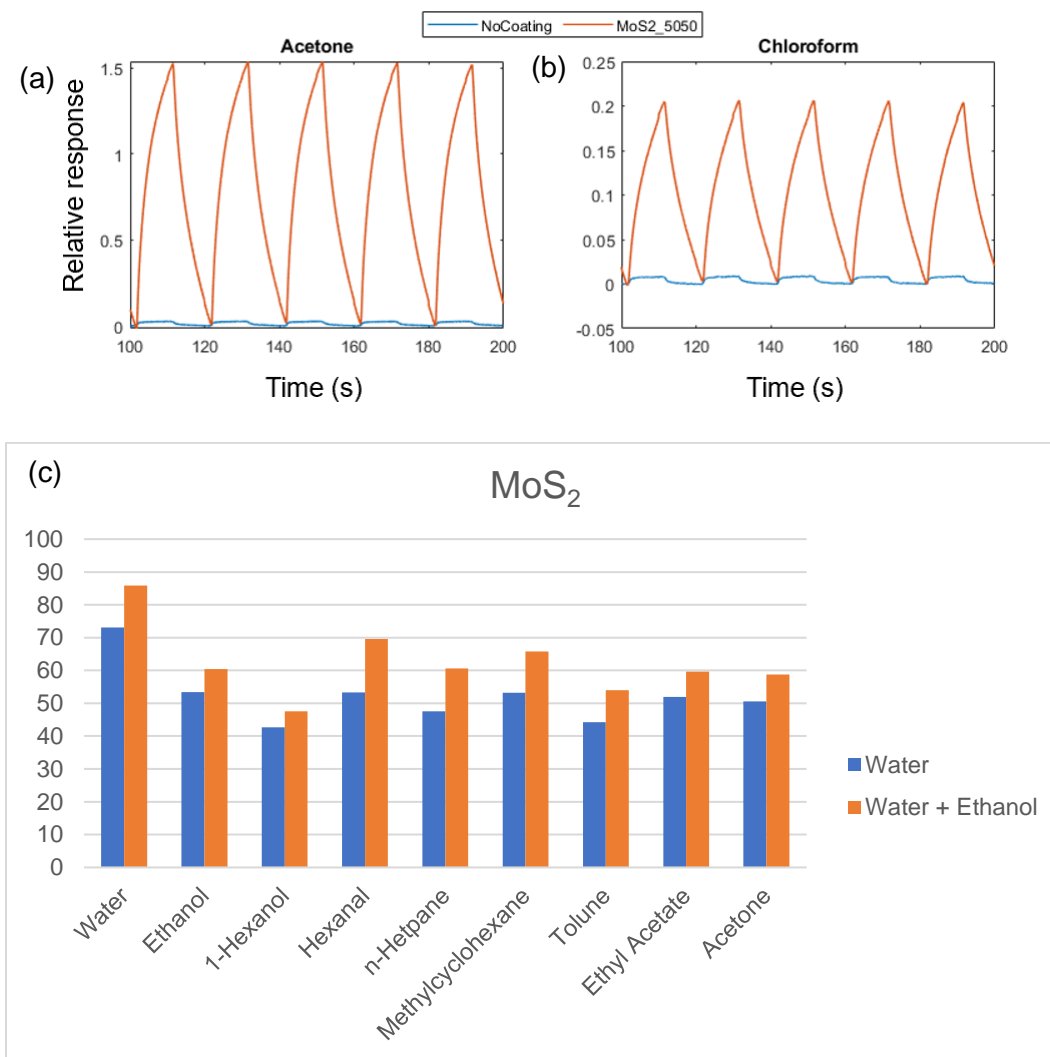 NoCoating MoS2_5050
(a) Acetone
Relative response
1.5
1
0.5
0
100 120 140 160 180 200
Time (s)
(b) Chloroform
0.25
0.2
0.15
0.1
0.05
0
-0.05
100 120 140 160 180 200
Time (s)
(c)
MoS₂
100
90
80
70
60
50
40
30
20
10
0
Water
Ethanol
1-Hexanol
Hexanal
n-Hetpane
Methylcyclohexane
Tolune
Ethyl Acetate
Acetone
Water
Water + Ethanol